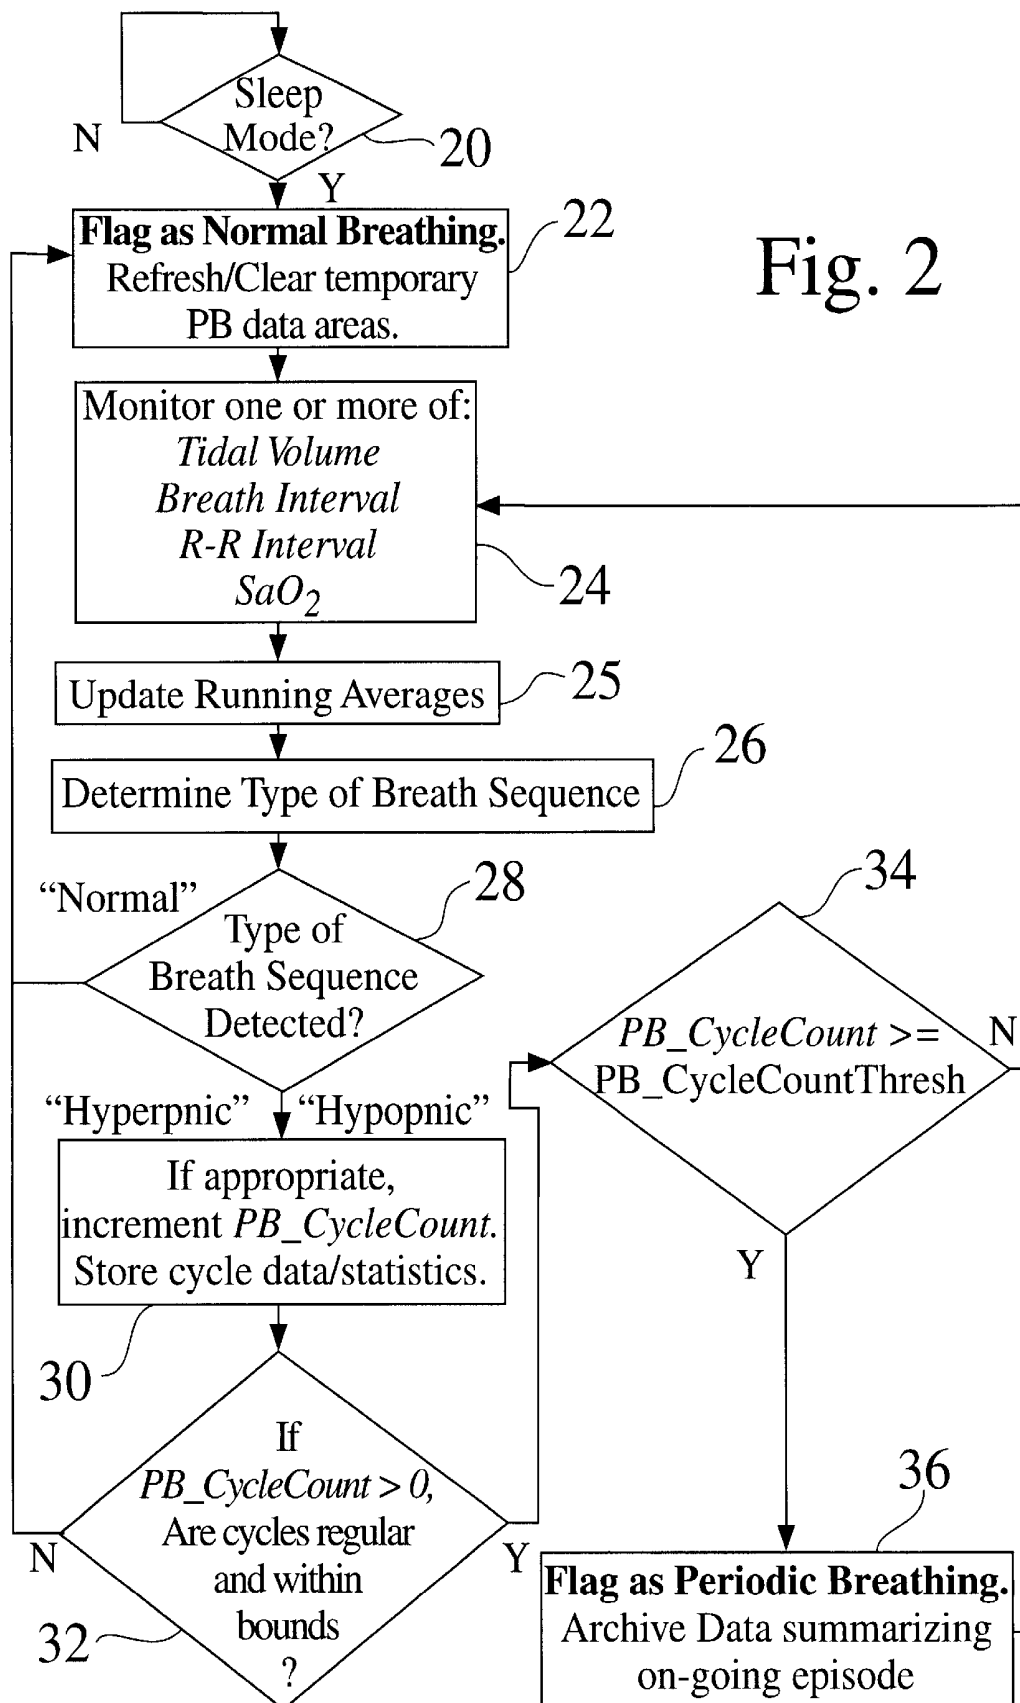 Sleep
Mode?
N
20
Y
Flag as Normal Breathing.
Refresh/Clear temporary
PB data areas.
22
Fig. 2
Monitor one or more of:
Tidal Volume
Breath Interval
R-R Interval
SaO2
24
Update Running Averages
25
Determine Type of Breath Sequence
26
"Normal"
28
Type of
Breath Sequence
Detected?
"Hyperpnic" "Hypopnic"
If appropriate,
increment PB_CycleCount.
Store cycle data/statistics.
30
If
PB_CycleCount > 0,
Are cycles regular
and within
bounds
?
N
Y
32
34
PB_CycleCount >=
PB_CycleCountThresh
N
Y
36
Flag as Periodic Breathing.
Archive Data summarizing
on-going episode